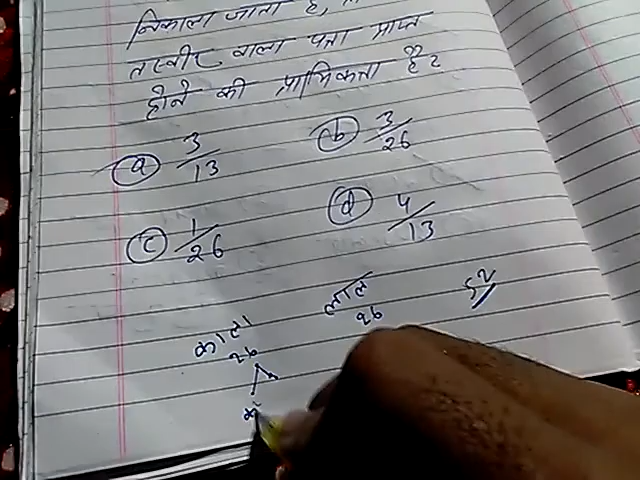 निकाला जाता है,
तस्वीर वाला पत्ता प्राप्त
होने की प्रायिकता है?
(a) 3/13 (b) 3/26
(c) 1/26 (d) 4/13
काला लाल 52
26 26